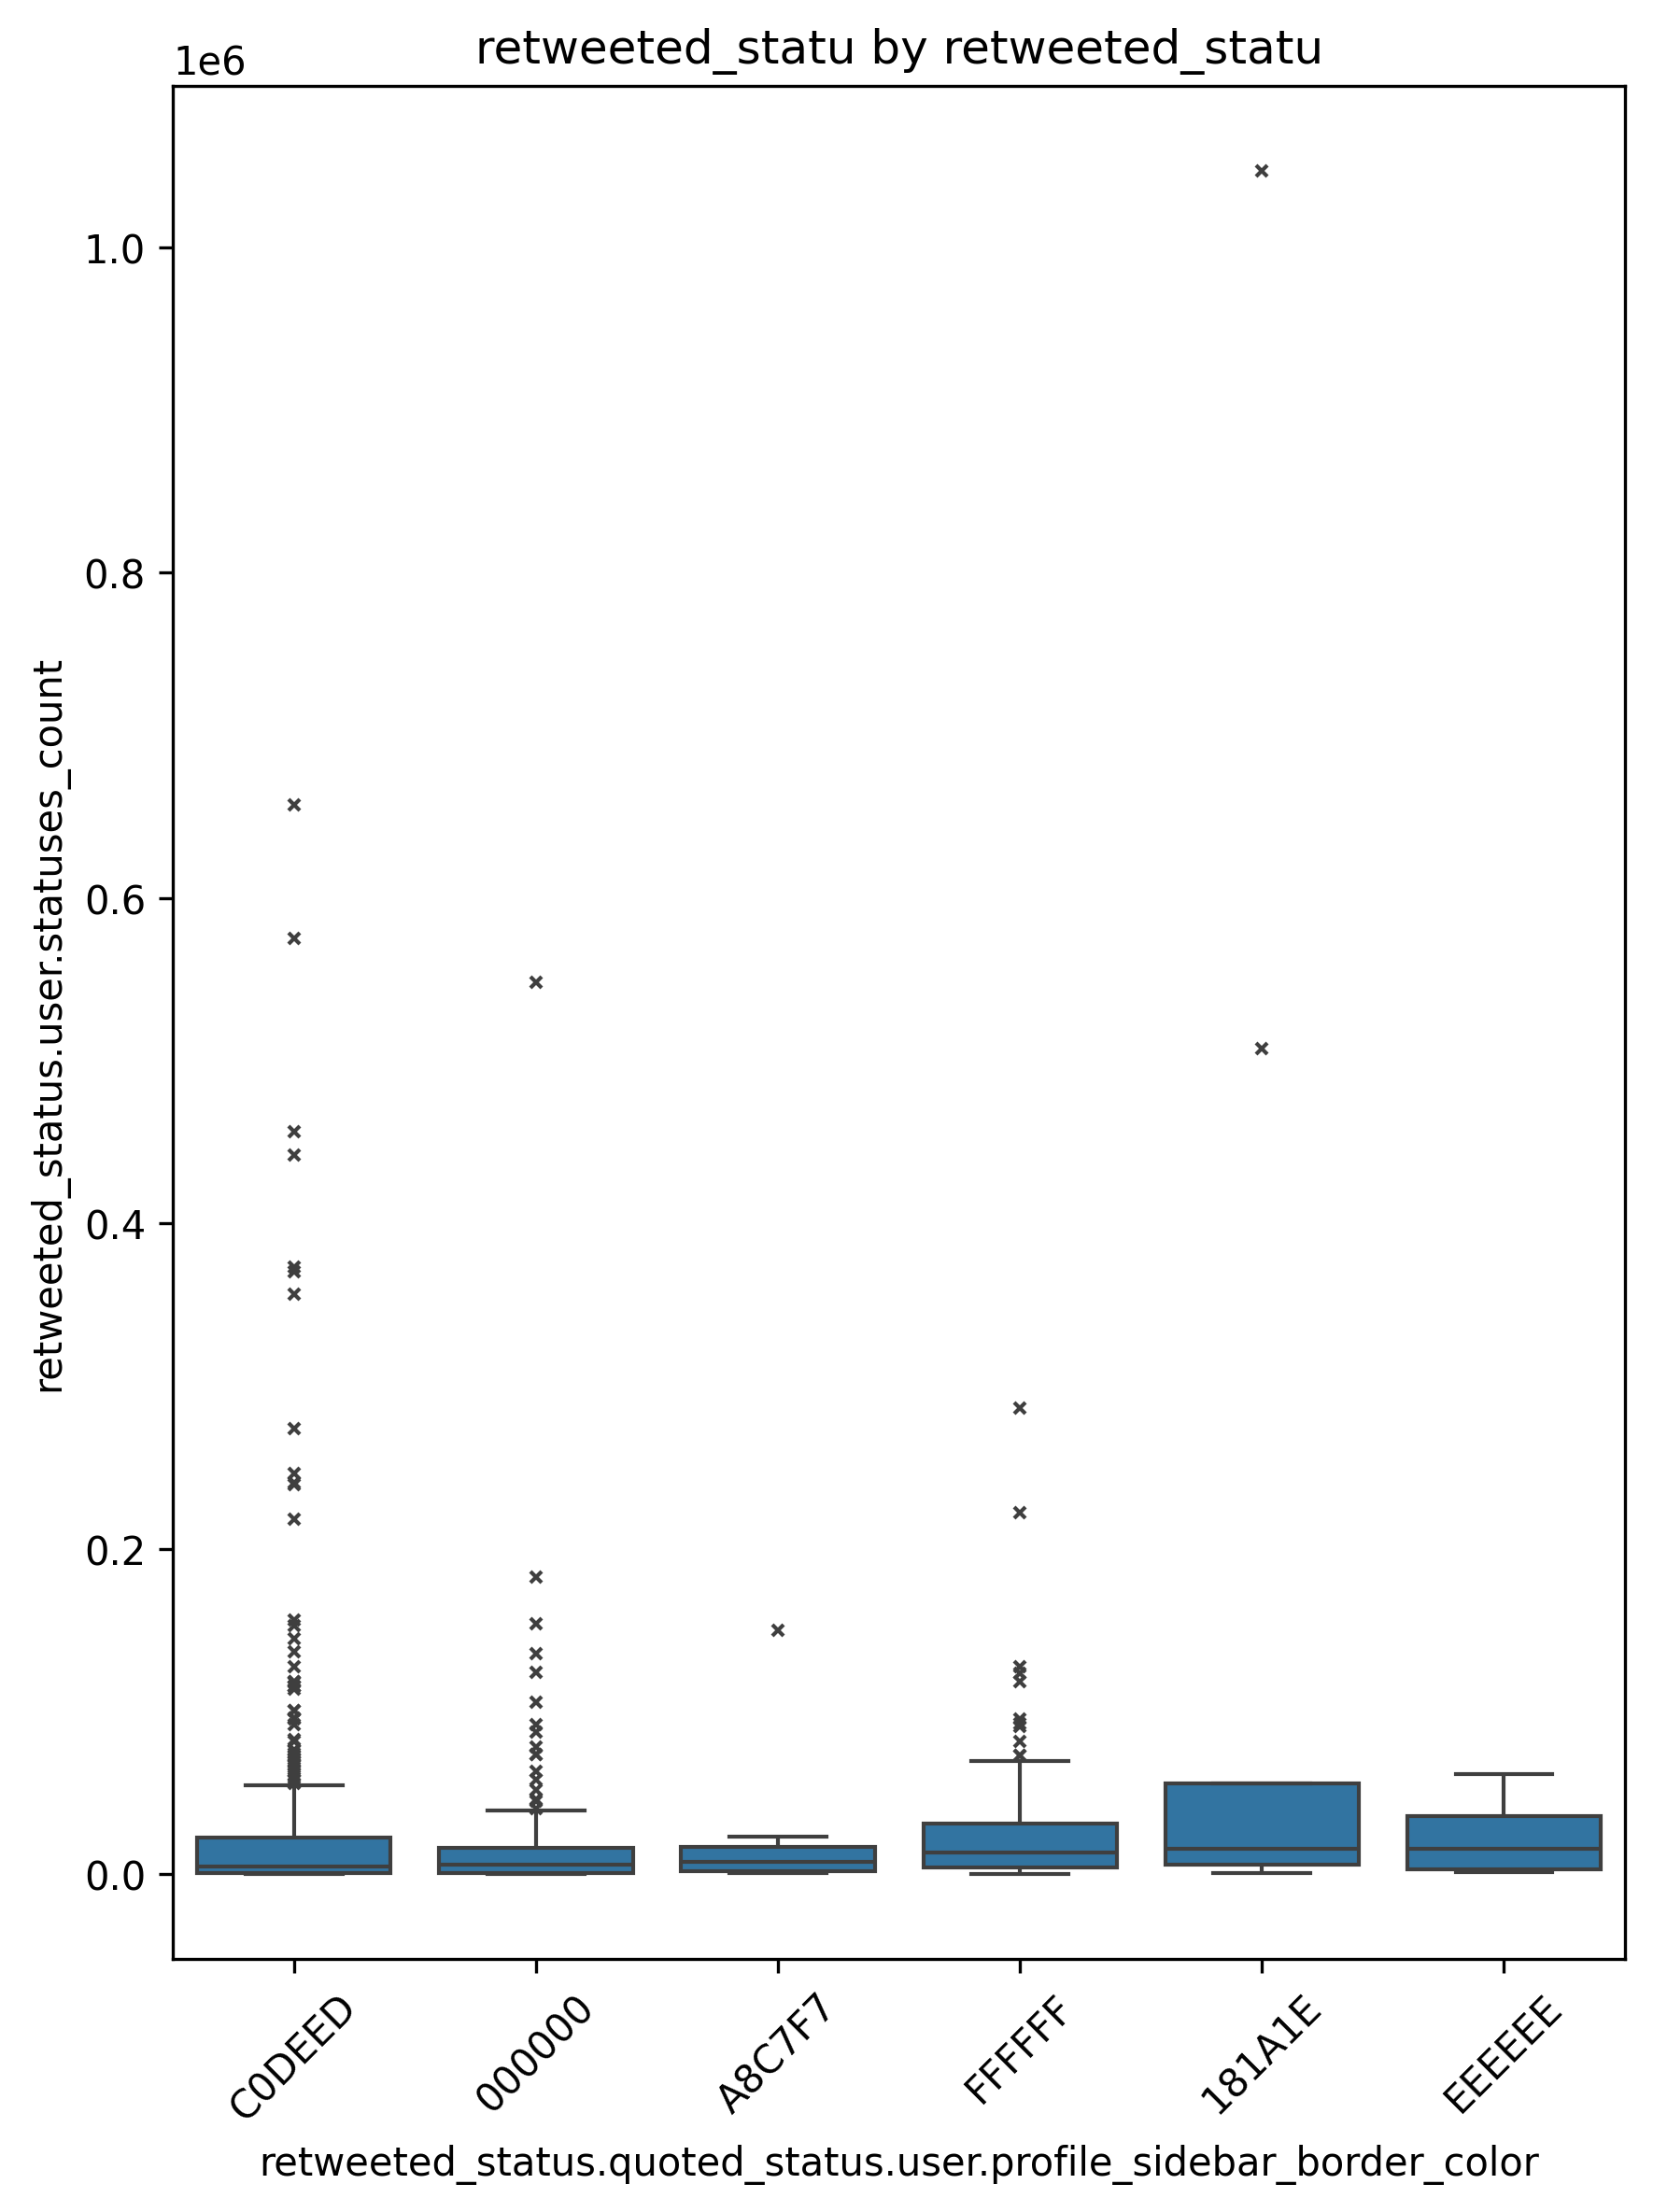 retweeted_statu by retweeted_statu
1e6
1.0
0.8
0.6
0.4
0.2
0.0
retweeted_status.user.statuses_count
C0DEED
000000
A8C7F7
FFFFFF
181A1E
EEEEEE
retweeted_status.quoted_status.user.profile_sidebar_border_color